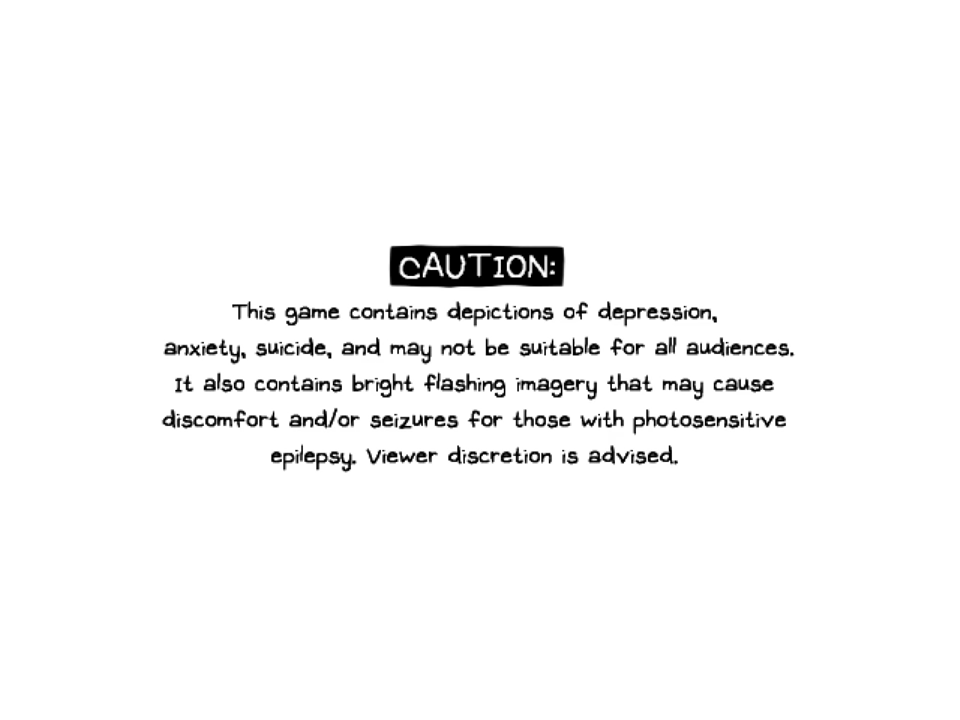 CAUTION:
This game contains depictions of depression,
anxiety, suicide, and may not be suitable for all audiences.
It also contains bright flashing imagery that may cause
discomfort and/or seizures for those with photosensitive
epilepsy. Viewer discretion is advised.